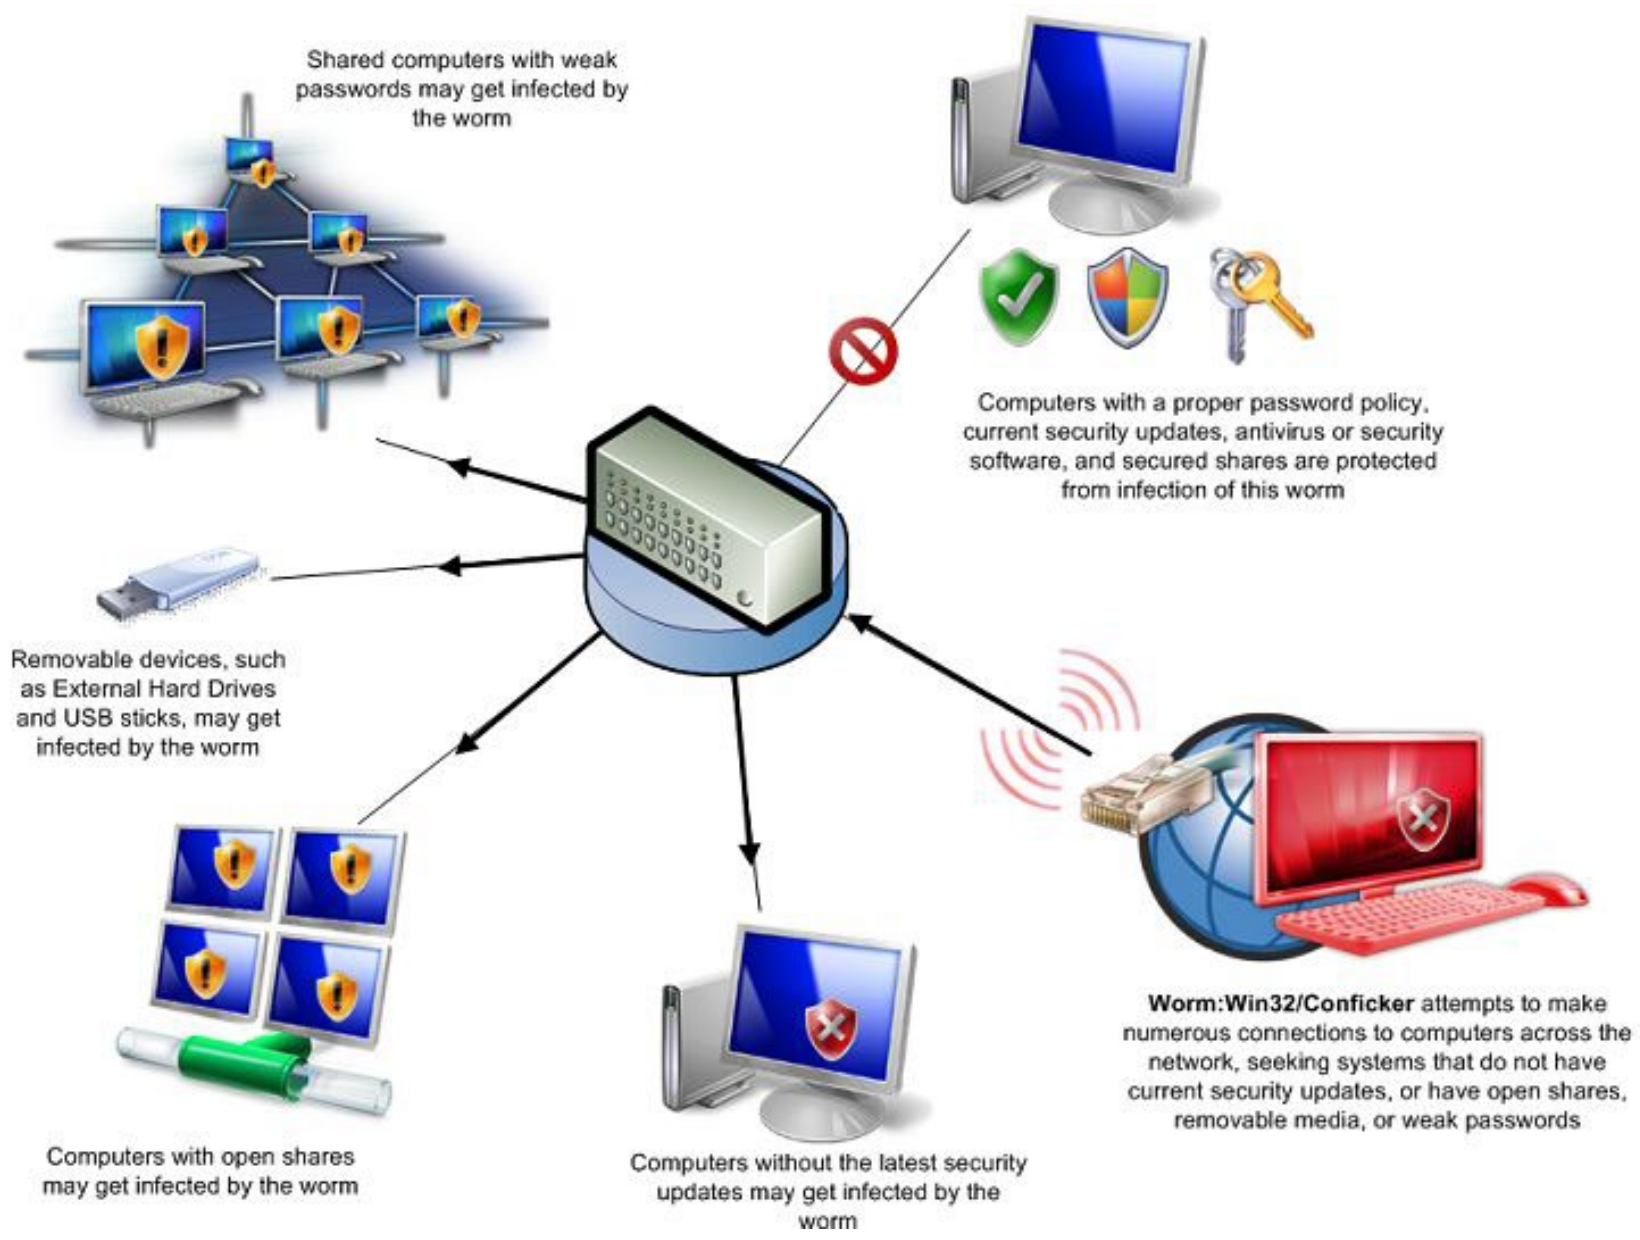 Shared computers with weak
passwords may get infected by
the worm
Computers with a proper password policy,
current security updates, antivirus or security
software, and secured shares are protected
from infection of this worm
Removable devices, such
as External Hard Drives
and USB sticks, may get
infected by the worm
Worm:Win32/Conficker attempts to make
numerous connections to computers across the
network, seeking systems that do not have
current security updates, or have open shares,
removable media, or weak passwords
Computers with open shares
may get infected by the worm
Computers without the latest security
updates may get infected by the
worm